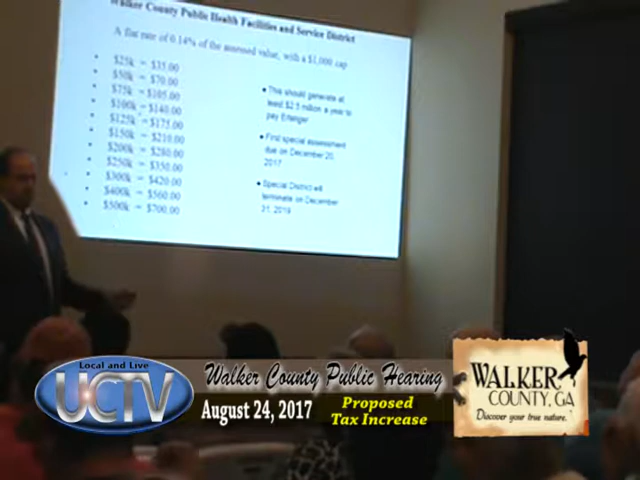 Walker County Public Health Facilities and Service District
A flat rate of 0.14% of the assessed value, with a $1,000 cap
• $25k = $35.00
• $50k = $70.00
• $75k = $105.00
• $100k = $140.00
• $125k = $175.00
• $150k = $210.00
• $200k = $280.00
• $250k = $350.00
• $300k = $420.00
• $400k = $560.00
• $500k = $700.00
• This should generate at
least $2.5 million a year to
pay Erlanger
• First special assessment
due on December 20,
2017
• Special District will
terminate on December
31, 2019
Local and Live
UCTV
Walker County Public Hearing
August 24, 2017
Proposed
Tax Increase
WALKER
COUNTY, GA
Discover your true nature.